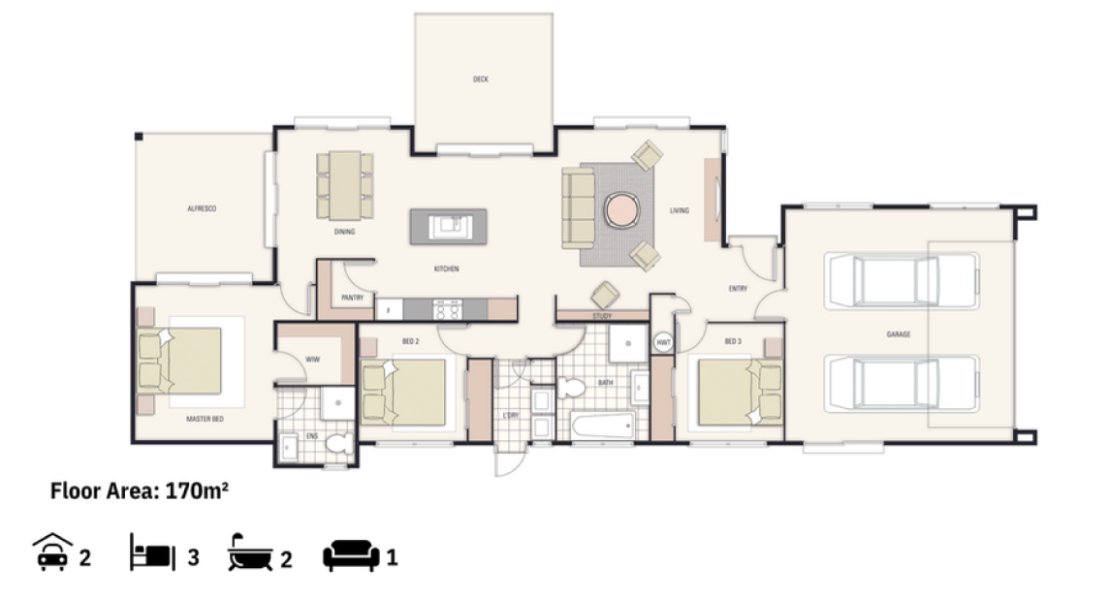 DECK
ALFRESCO
LIVING
DINING
KITCHEN
ENTRY
PANTRY
F
STUDY
GARAGE
BED 2
HWT
BED 3
WIW
BATH
MASTER BED
L'DRY
ENS
Floor Area: 170m²
2 3 2 1